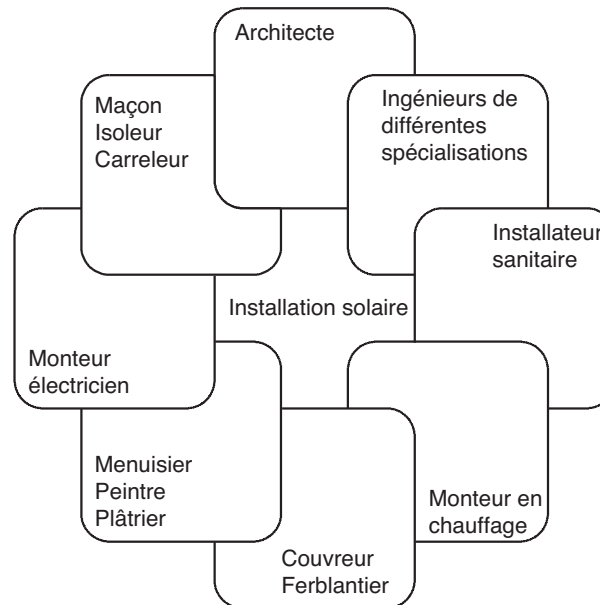 Architecte
Ingénieurs de
différentes
spécialisations
Installateur
sanitaire
Monteur en
chauffage
Couvreur
Ferblantier
Menuisier
Peintre
Plâtrier
Monteur
électricien
Maçon
Isoleur
Carreleur
Installation solaire